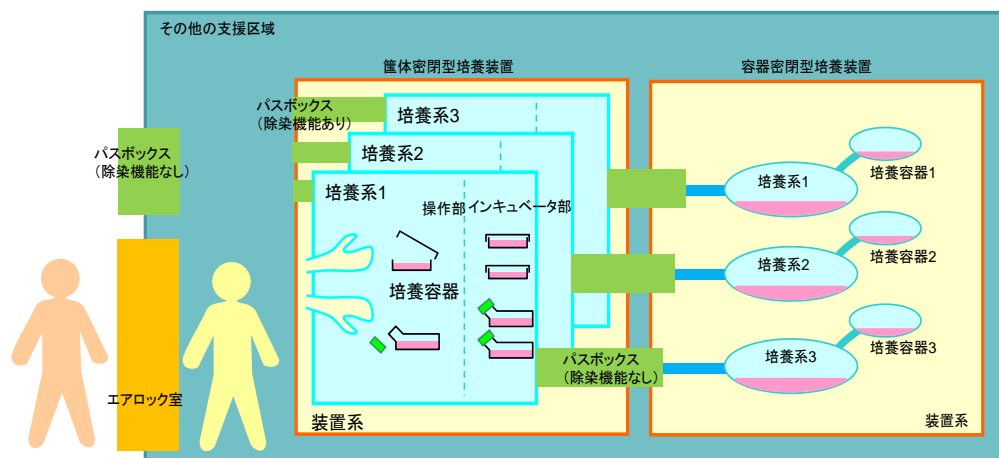 その他の支援区域
筐体密閉型培養装置
容器密閉型培養装置
パスボックス
（除染機能あり）
培養系3
培養系2
培養系1
操作部
インキュベータ部
培養容器
パスボックス
（除染機能なし）
エアロック室
パスボックス
（除染機能なし）
装置系
培養系1
培養容器1
培養系2
培養容器2
培養系3
培養容器3
装置系